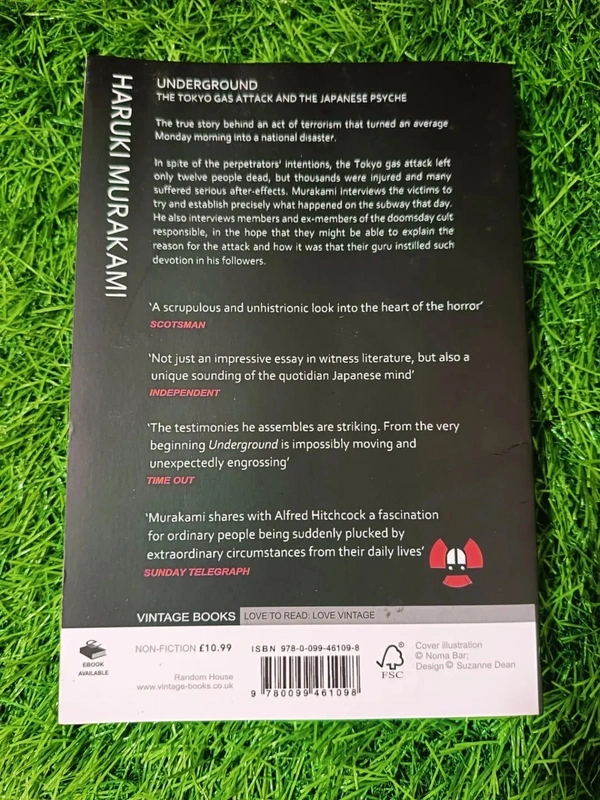 HARUKI MURAKAMI
UNDERGROUND
THE TOKYO GAS ATTACK AND THE JAPANESE PSYCHE
The true story behind an act of terrorism that turned an average
Monday morning into a national disaster.
In spite of the perpetrators' intentions, the Tokyo gas attack left
only twelve people dead, but thousands were injured and many
suffered serious after-effects. Murakami interviews the victims to
try and establish precisely what happened on the subway that day.
He also interviews members and ex-members of the doomsday cult
responsible, in the hope that they might be able to explain the
reason for the attack and how it was that their guru instilled such
devotion in his followers.
'A scrupulous and unhistrionic look into the heart of the horror'
SCOTSMAN
'Not just an impressive essay in witness literature, but also a
unique sounding of the quotidian Japanese mind'
INDEPENDENT
'The testimonies he assembles are striking. From the very
beginning Underground is impossibly moving and
unexpectedly engrossing'
TIME OUT
'Murakami shares with Alfred Hitchcock a fascination
for ordinary people being suddenly plucked by
extraordinary circumstances from their daily lives'
SUNDAY TELEGRAPH
VINTAGE BOOKS LOVE TO READ: LOVE VINTAGE
EBOOK
AVAILABLE
NON-FICTION £10.99
Random House
www.vintage-books.co.uk
ISBN 978-0-099-46109-8
9 780099 461098
FSC
Cover illustration
© Noma Bar;
Design © Suzanne Dean